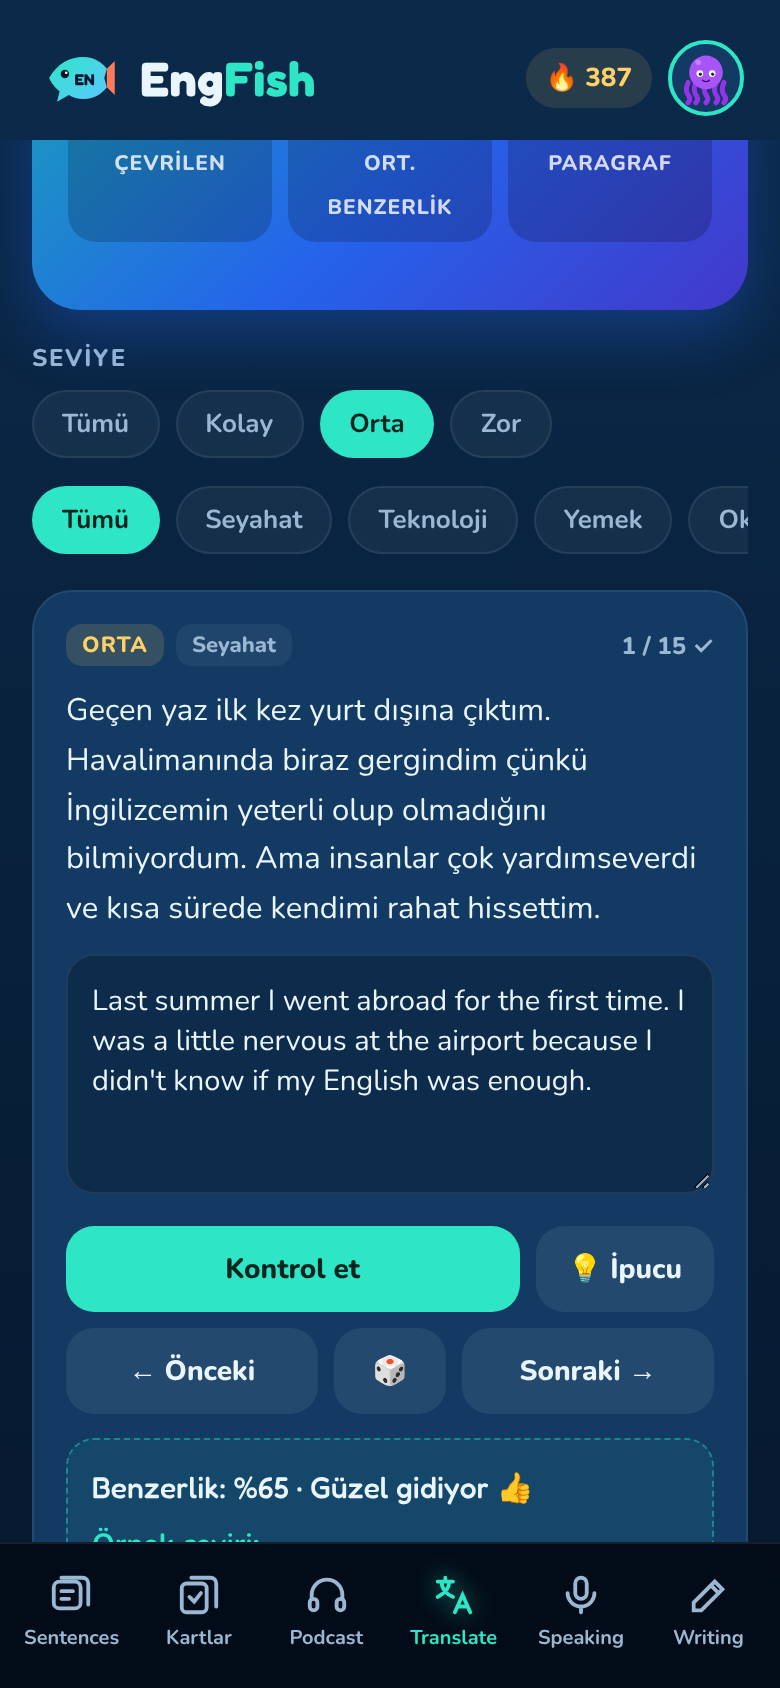 EN EngFish
🔥 387
ÇEVRİLEN
ORT.
BENZERLİK
PARAGRAF
SEVİYE
Tümü Kolay Orta Zor
Tümü Seyahat Teknoloji Yemek Ok
ORTA Seyahat 1 / 15 ✓
Geçen yaz ilk kez yurt dışına çıktım.
Havalimanında biraz gergindim çünkü
İngilizcemin yeterli olup olmadığını
bilmiyordum. Ama insanlar çok yardımseverdi
ve kısa sürede kendimi rahat hissettim.
Last summer I went abroad for the first time. I
was a little nervous at the airport because I
didn't know if my English was enough.
Kontrol et 💡 İpucu
← Önceki 🎲 Sonraki →
Benzerlik: %65 · Güzel gidiyor 👍
Örnek çeviri:
Sentences Kartlar Podcast Translate Speaking Writing